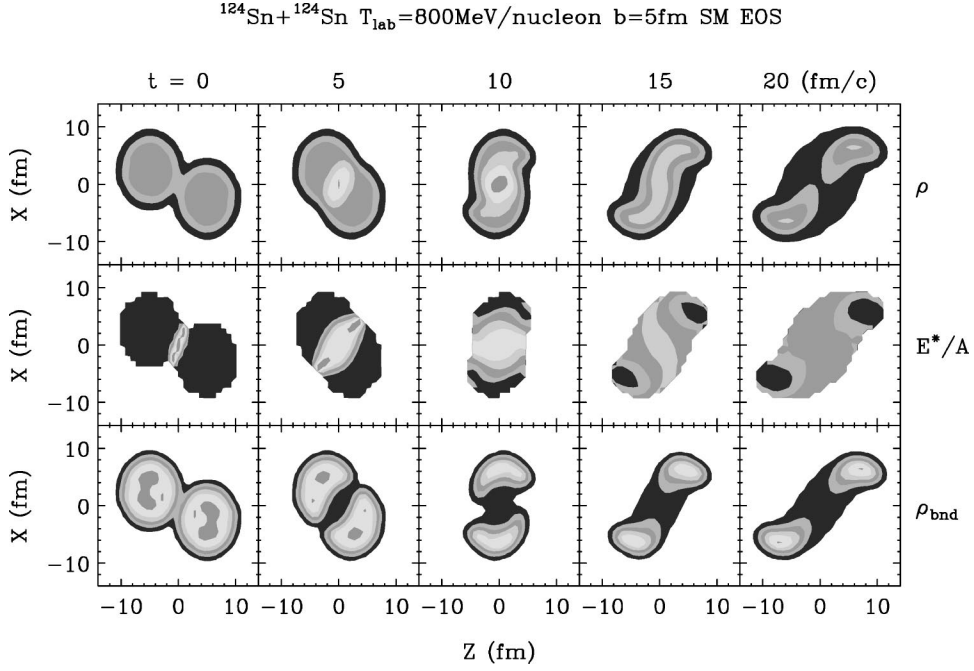 ¹²⁴Sn+¹²⁴Sn T_lab=800MeV/nucleon b=5fm SM EOS
t = 0 5 10 15 20 (fm/c)
10
0
−10
X (fm)
ρ
10
0
−10
X (fm)
E*/A
10
0
−10
X (fm)
ρ_bnd
−10 0 10 −10 0 10 −10 0 10 −10 0 10 −10 0 10
Z (fm)